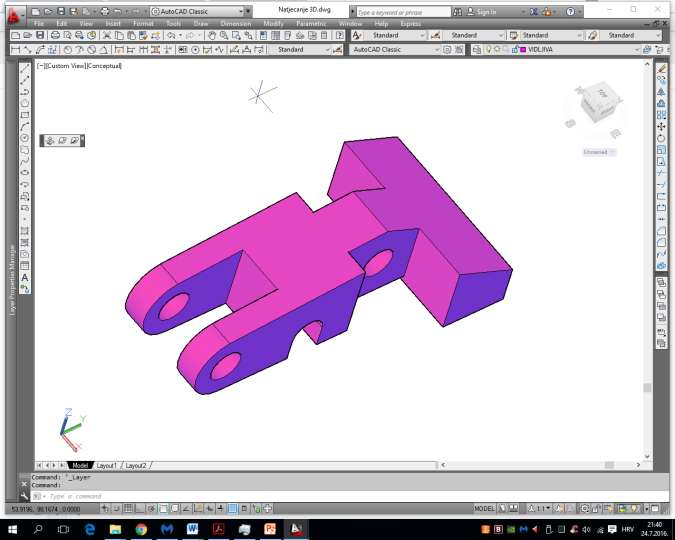 AutoCAD Classic
Natjecanje 3D.dwg
Type a keyword or phrase
Sign In
File Edit View Insert Format Tools Draw Dimension Modify Parametric Window Help Express
Standard Standard Standard Standard
Standard AutoCAD Classic VIDLJIVA
[−][Custom View][Conceptual]
TOP
Unnamed
Layer Properties Manager
Z
Y
X
Model Layout1 Layout2
Command: '_Layer
Command:
Type a command
53.9196, 98.1674, 0.0000
MODEL 1:1
HRV
21:40
24.7.2016.